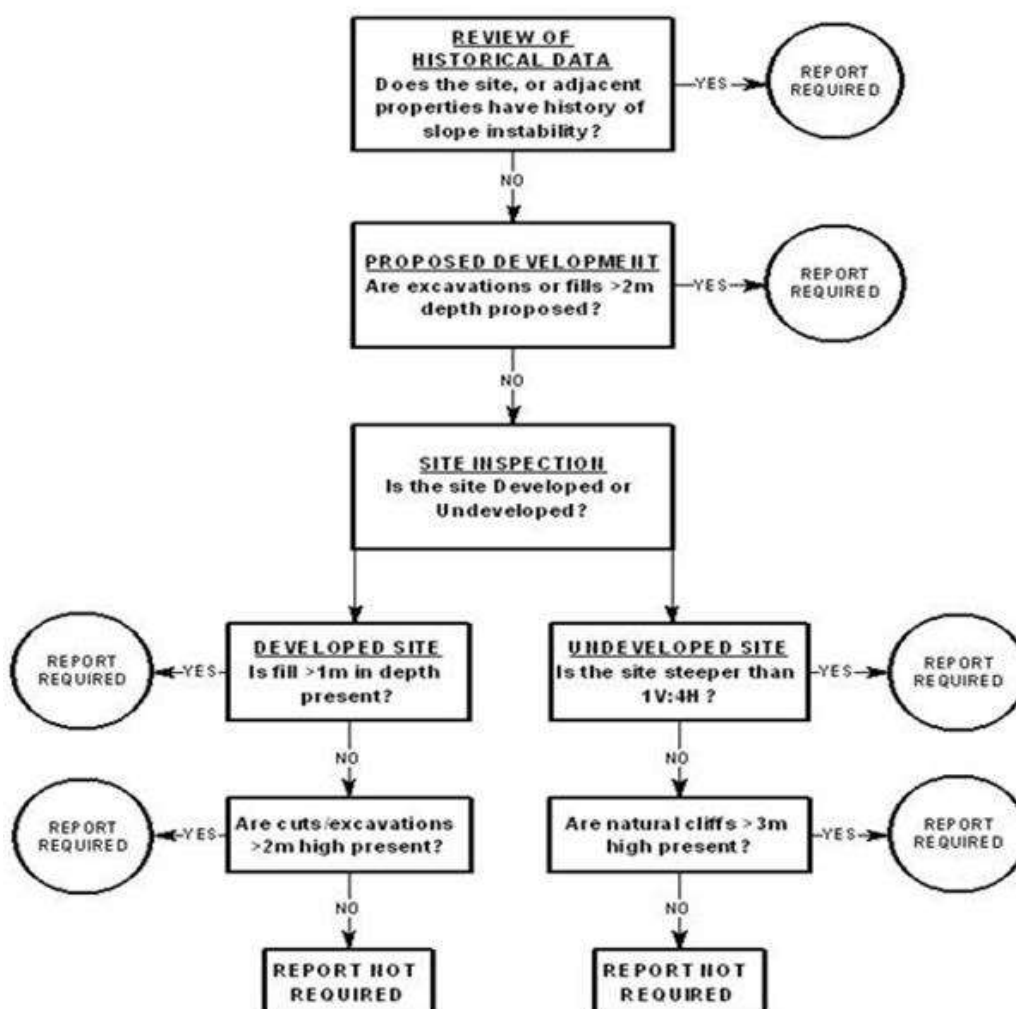 REVIEW OF
HISTORICAL DATA
Does the site, or adjacent
properties have history of
slope instability?
YES
REPORT
REQUIRED
NO
PROPOSED DEVELOPMENT
Are excavations or fills >2m
depth proposed?
YES
REPORT
REQUIRED
NO
SITE INSPECTION
Is the site Developed or
Undeveloped?
REPORT
REQUIRED
YES
DEVELOPED SITE
Is fill >1m in depth
present?
UNDEVELOPED SITE
Is the site steeper than
1V:4H ?
YES
REPORT
REQUIRED
NO
NO
REPORT
REQUIRED
YES
Are cuts/excavations
>2m high present?
Are natural cliffs >3m
high present?
YES
REPORT
REQUIRED
NO
NO
REPORT NOT
REQUIRED
REPORT NOT
REQUIRED